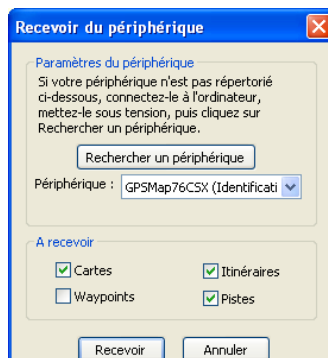 Recevoir du périphérique
Paramètres du périphérique
Si votre périphérique n'est pas répertorié
ci-dessous, connectez-le à l'ordinateur,
mettez-le sous tension, puis cliquez sur
Rechercher un périphérique.
Rechercher un périphérique
Périphérique : GPSMap76CSX (Identificati
A recevoir
Cartes Itinéraires
Waypoints Pistes
Recevoir Annuler